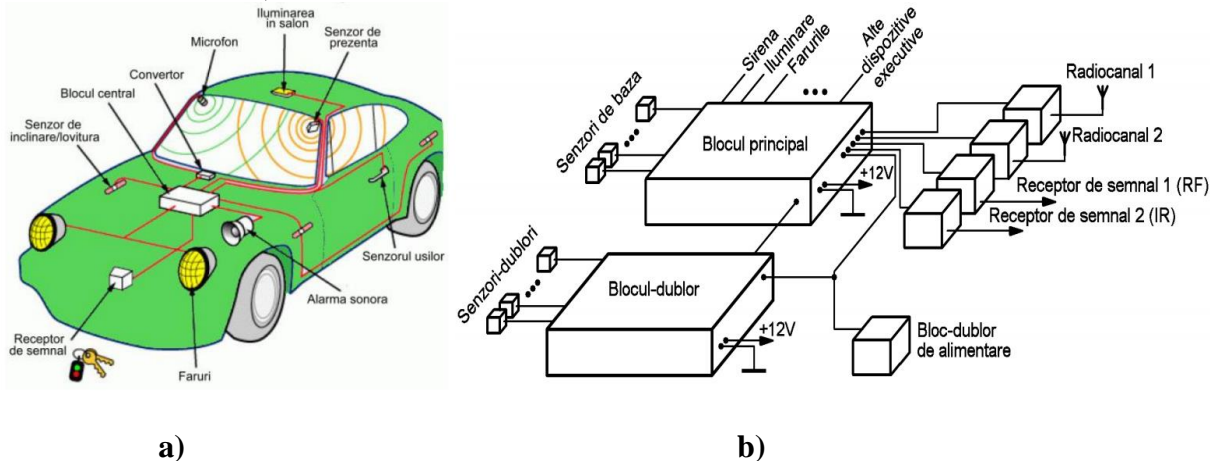 Iluminarea
in salon
Senzor de
prezenta
Microfon
Convertor
Blocul central
Senzor de
inclinare/lovitura
Senzorul usilor
Alarma sonora
Receptor
de semnal
Faruri
a)
Sirena
Iluminare
Farurile
Alte
dispozitive
executive
Senzori de baza
Blocul principal
+12V
Radiocanal 1
Radiocanal 2
Receptor de semnal 1 (RF)
Receptor de semnal 2 (IR)
Senzori-dublori
Blocul-dublor
+12V
Bloc-dublor
de alimentare
b)